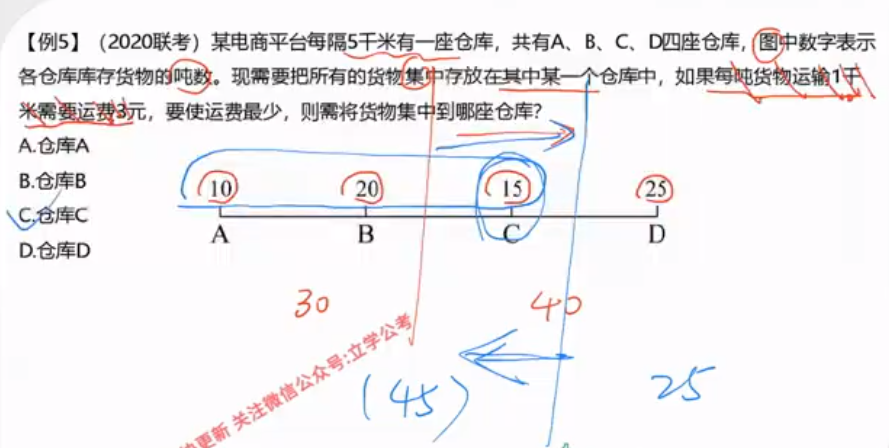 【例5】(2020联考)某电商平台每隔5千米有一座仓库,共有A、B、C、D四座仓库,图中数字表示
各仓库库存货物的吨数。现需要把所有的货物集中存放在其中某一个仓库中,如果每吨货物运输1千
米需要运费3元,要使运费最少,则需将货物集中到哪座仓库?
A.仓库A
B.仓库B
C.仓库C
D.仓库D
10 20 15 25
A B C D
30 40
(45) 25
更新 关注微信公众号:立学公考